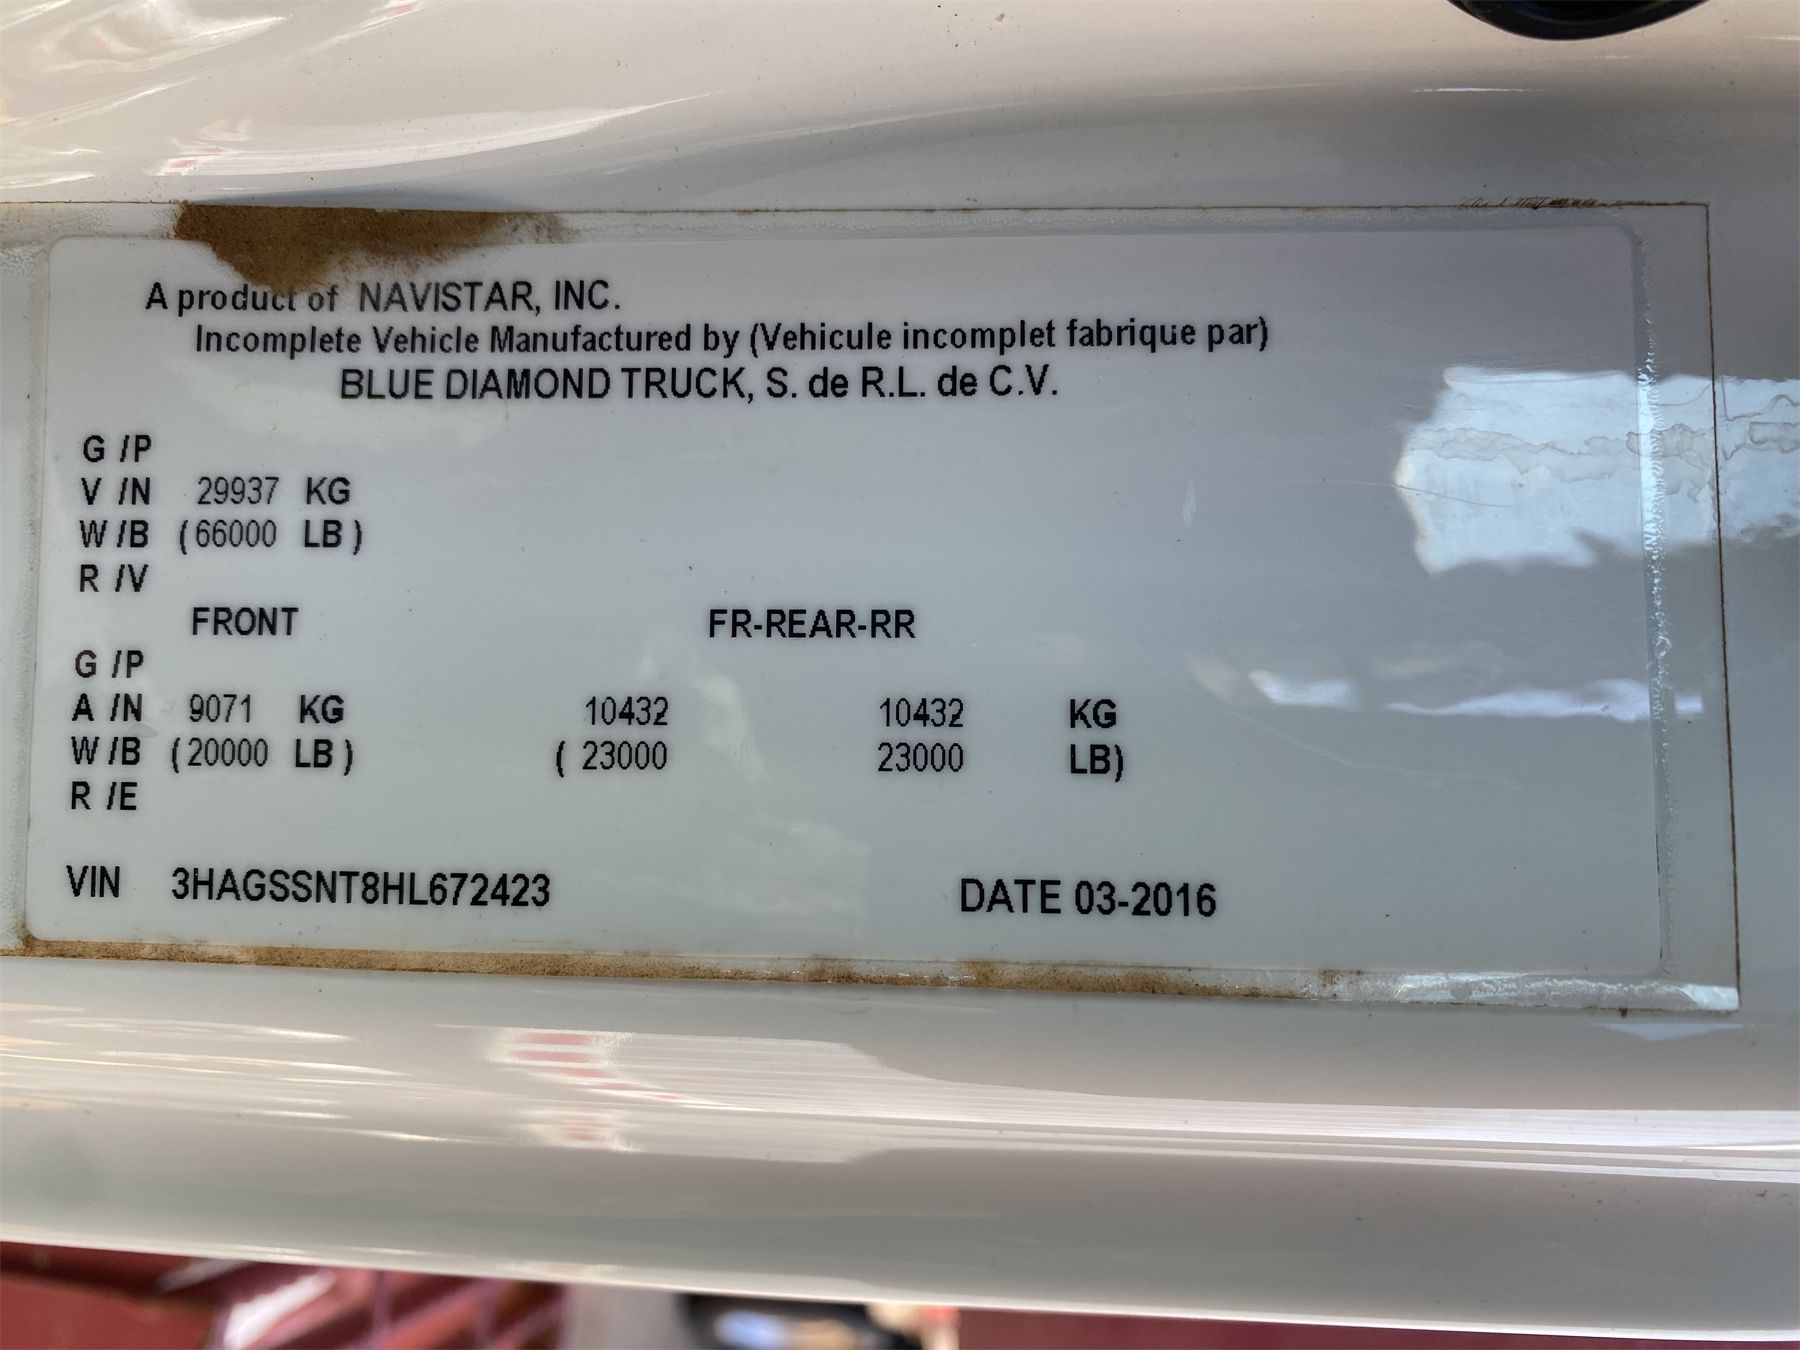 A product of NAVISTAR, INC.
Incomplete Vehicle Manufactured by (Vehicule incomplet fabrique par)
BLUE DIAMOND TRUCK, S. de R.L. de C.V.
G /P
V /N 29937 KG
W /B (66000 LB)
R /V
FRONT FR-REAR-RR
G /P
A /N 9071 KG 10432 10432 KG
W /B (20000 LB) ( 23000 23000 LB)
R /E
VIN 3HAGSSNT8HL672423 DATE 03-2016